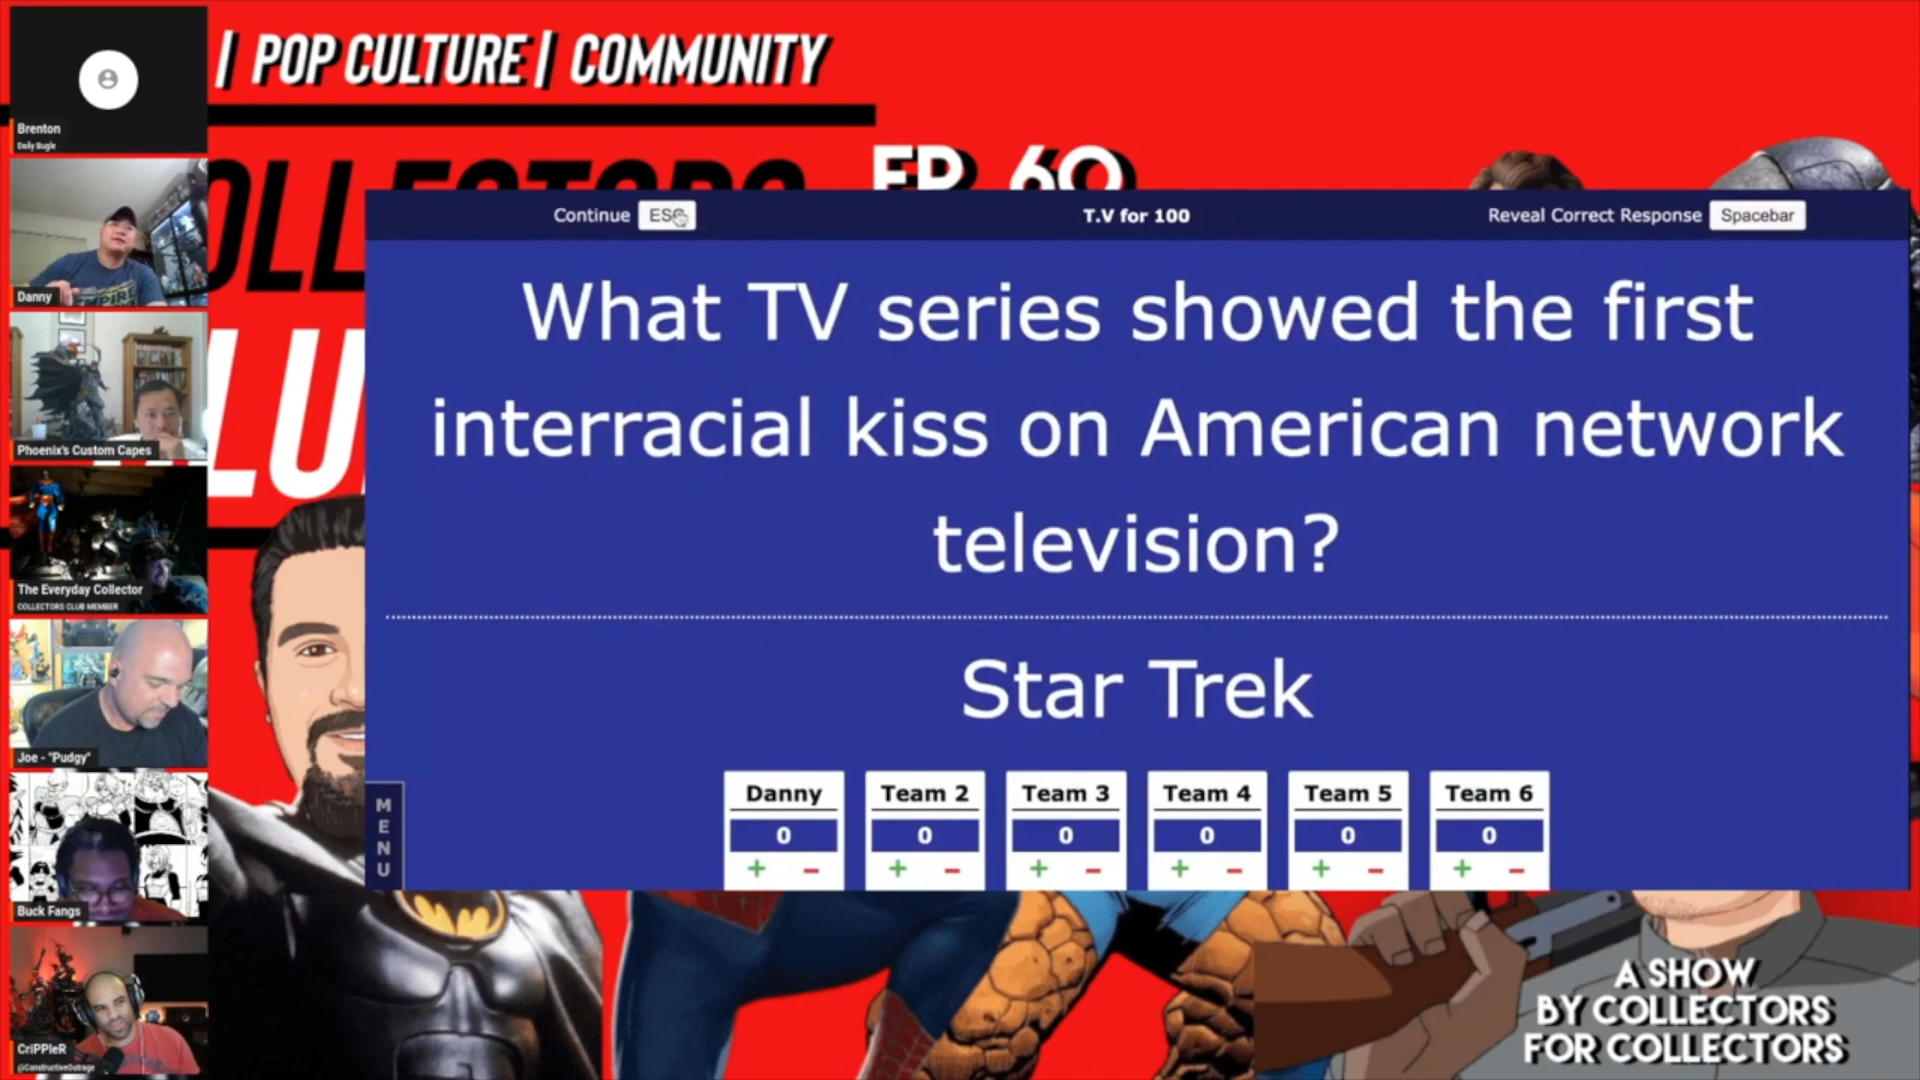 | POP CULTURE | COMMUNITY
EP. 60
Brenton
Daily Bugle
Danny
Phoenix's Custom Capes
The Everyday Collector
COLLECTORS CLUB MEMBER
Joe - "Pudgy"
Buck Fangs
CriPPleR
@ConstructiveOutrage
Continue ESC
T.V for 100
Reveal Correct Response Spacebar
What TV series showed the first
interracial kiss on American network
television?
Star Trek
MENU
Danny Team 2 Team 3 Team 4 Team 5 Team 6
0 0 0 0 0 0
+ − + − + − + − + − + −
A SHOW
BY COLLECTORS
FOR COLLECTORS